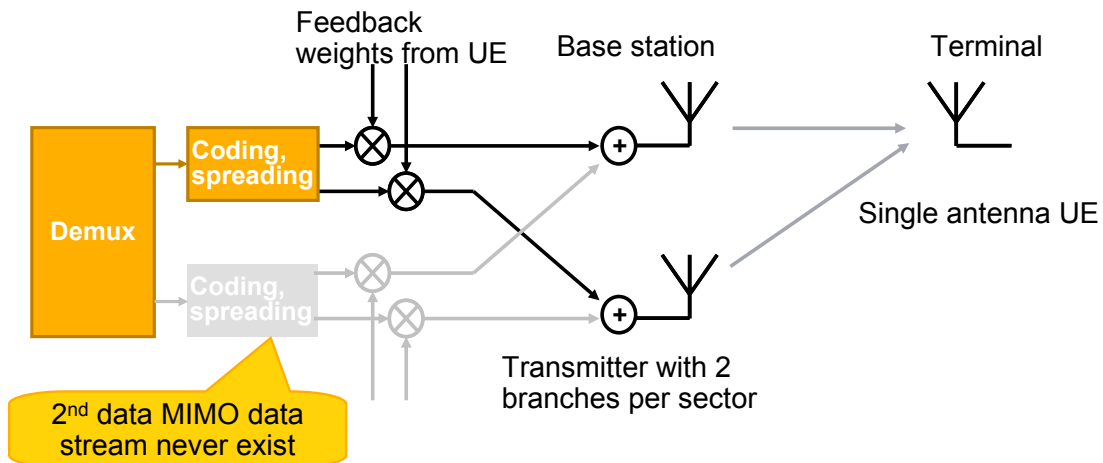 Feedback
weights from UE
Base station
Terminal
Coding,
spreading
Demux
Single antenna UE
Coding,
spreading
Transmitter with 2
branches per sector
2nd data MIMO data
stream never exist